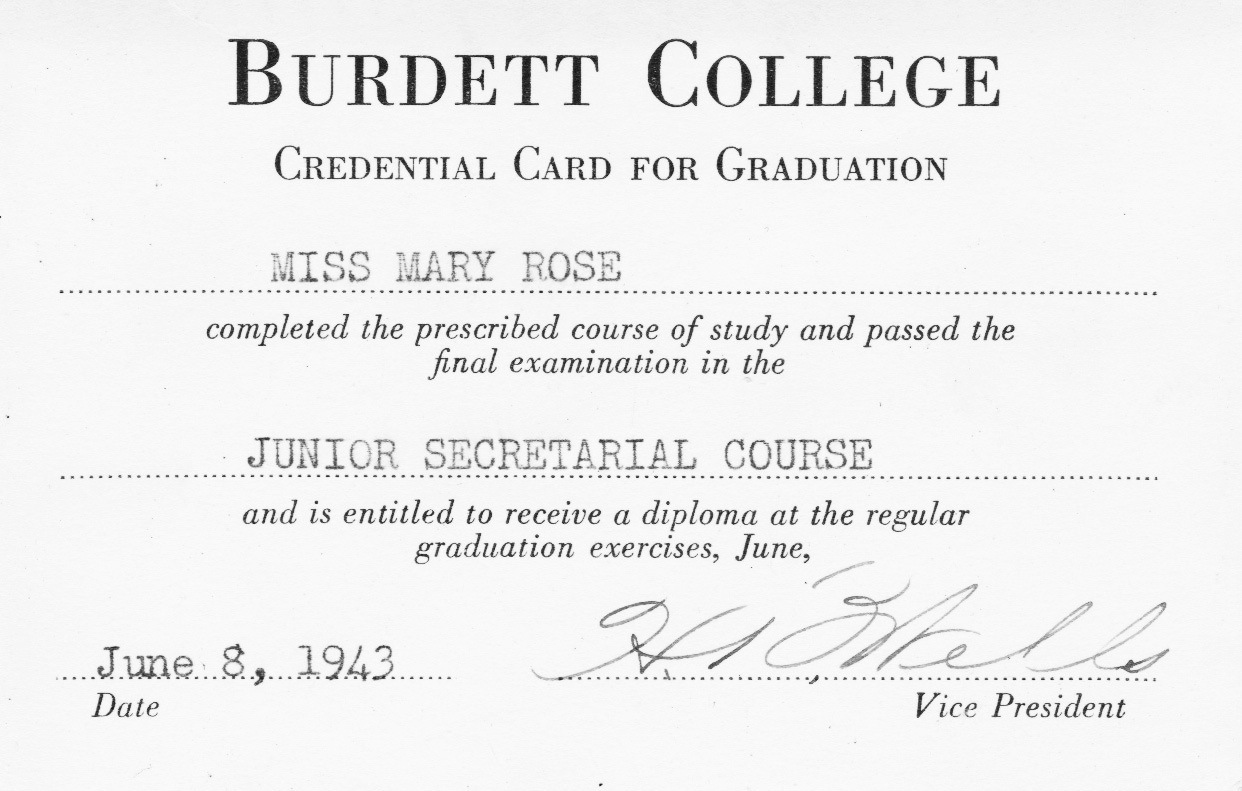 BURDETT COLLEGE
CREDENTIAL CARD FOR GRADUATION
MISS MARY ROSE
completed the prescribed course of study and passed the
final examination in the
JUNIOR SECRETARIAL COURSE
and is entitled to receive a diploma at the regular
graduation exercises, June,
June 8, 1943
Wells
Date
Vice President